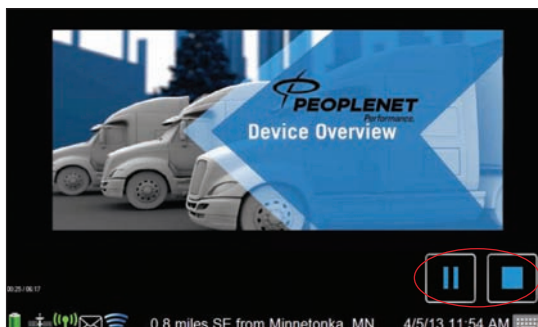 PEOPLENET
Performance.
Device Overview
00:25 / 06:17
0.8 miles SE from Minnetonka, MN
4/5/13 11:54 AM